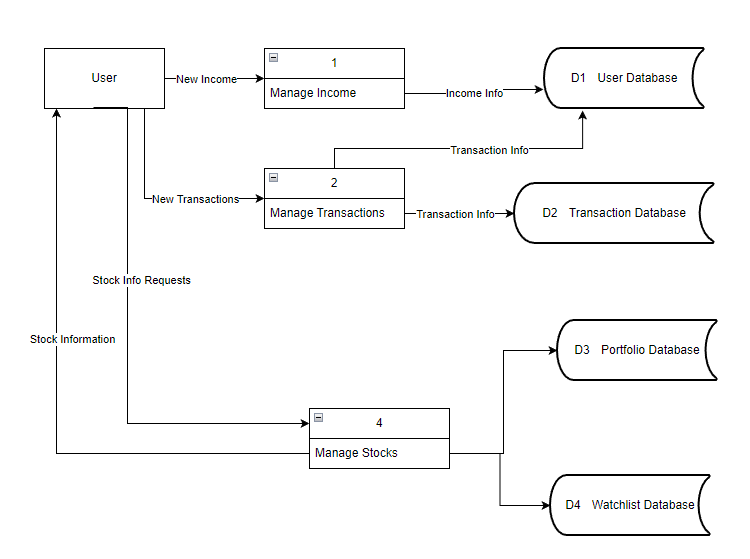 User
New Income
1
Manage Income
Income Info
D1 User Database
Transaction Info
2
New Transactions
Manage Transactions
Transaction Info
D2 Transaction Database
Stock Info Requests
Stock Information
D3 Portfolio Database
4
Manage Stocks
D4 Watchlist Database